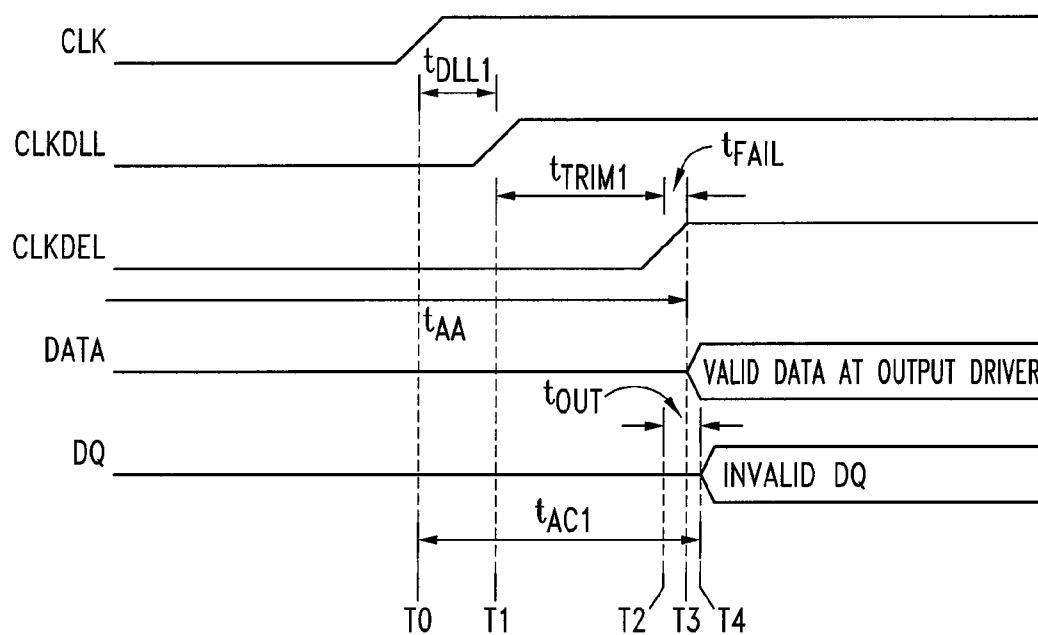 CLK
tDLL1
CLKDLL
tFAIL
tTRIM1
CLKDEL
tAA
DATA
VALID DATA AT OUTPUT DRIVER
tOUT
DQ
INVALID DQ
tAC1
T0 T1 T2 T3 T4